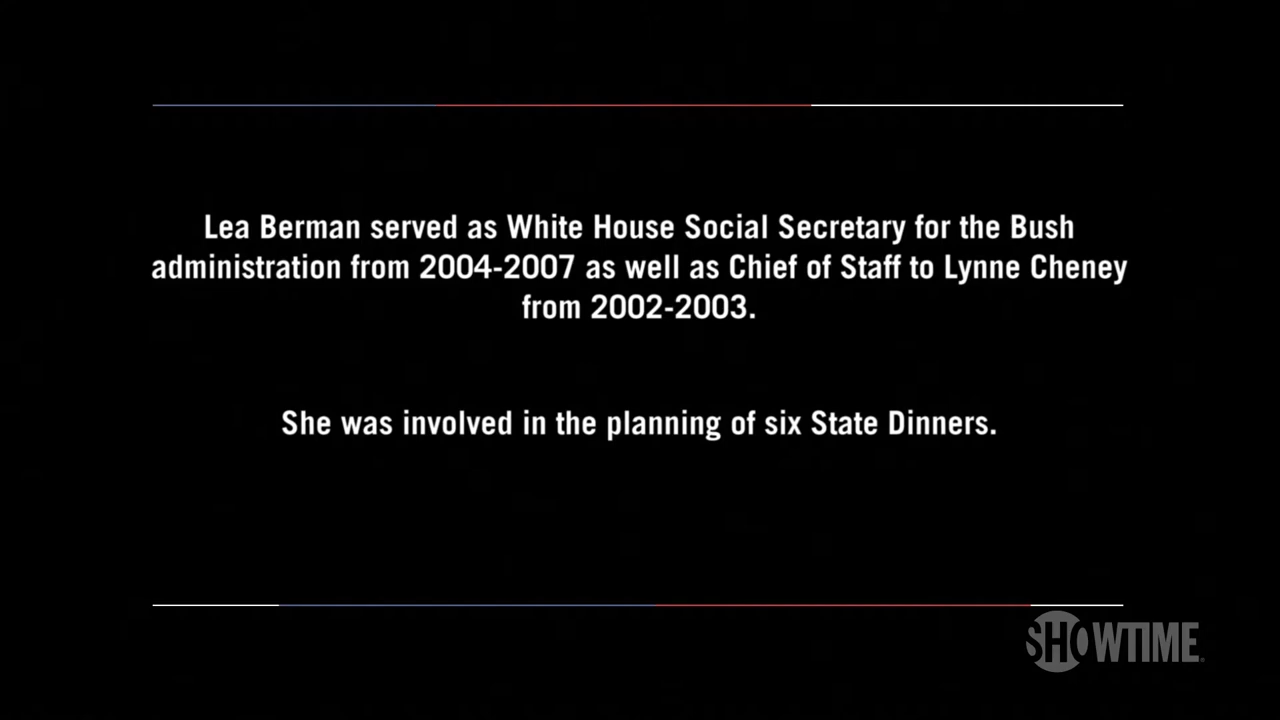 Lea Berman served as White House Social Secretary for the Bush
administration from 2004-2007 as well as Chief of Staff to Lynne Cheney
from 2002-2003.
She was involved in the planning of six State Dinners.
SHOWTIME